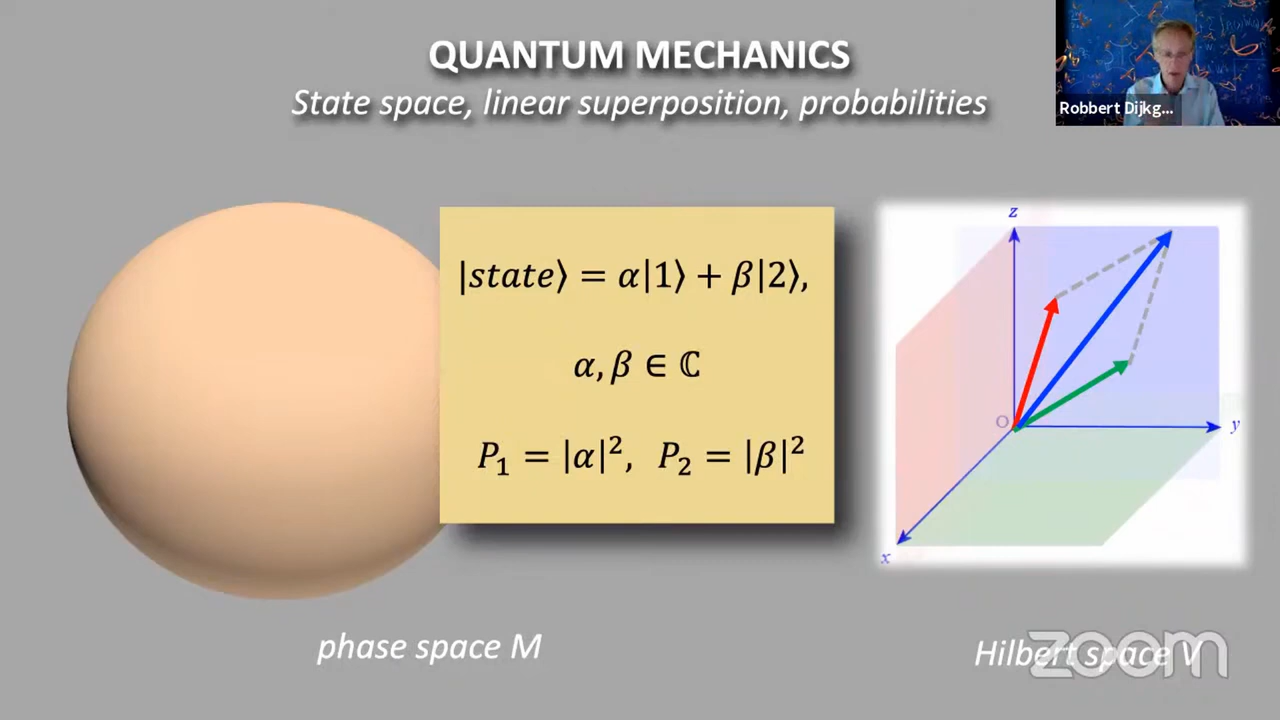 QUANTUM MECHANICS
State space, linear superposition, probabilities
Robbert Dijkg...
|state⟩ = α|1⟩ + β|2⟩,
α, β ∈ ℂ
P₁ = |α|², P₂ = |β|²
z
O
y
x
phase space M
Hilbert space V
zoom